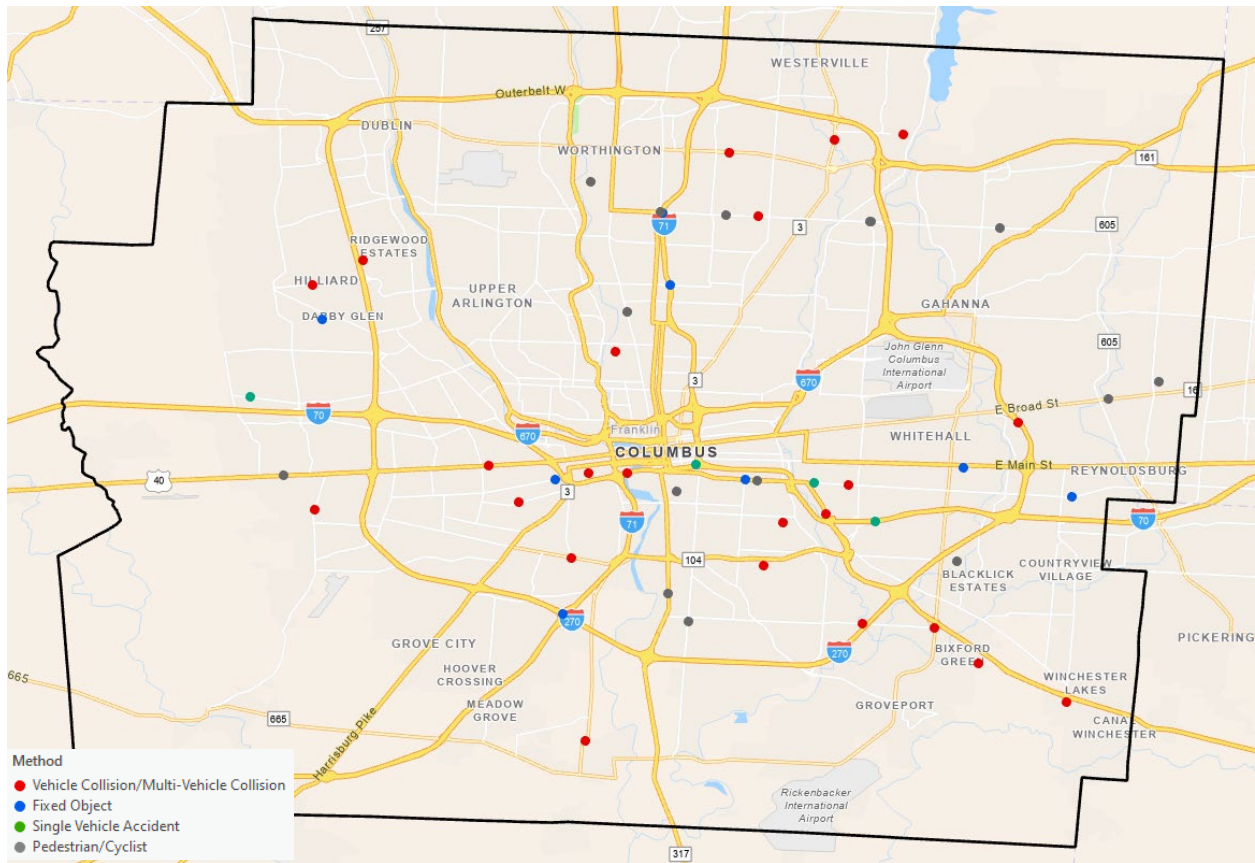 257
WESTERVILLE
Outerbelt W
DUBLIN
WORTHINGTON
161
3
605
71
RIDGEWOOD
ESTATES
HILLIARD
UPPER
ARLINGTON
DARBY GLEN
GAHANNA
John Glenn
Columbus
International
Airport
605
3
670
16
70
E Broad St
Franklin
670
WHITEHALL
COLUMBUS
E Main St
REYNOLDSBURG
40
3
71
70
104
COUNTRYVIEW
VILLAGE
BLACKLICK
ESTATES
270
GROVE CITY
270
BIXFORD
GREEN
PICKERING
HOOVER
CROSSING
665
WINCHESTER
LAKES
MEADOW
GROVE
GROVEPORT
665
CANAL
WINCHESTER
Harrisburg Pike
Rickenbacker
International
Airport
317
Method
Vehicle Collision/Multi-Vehicle Collision
Fixed Object
Single Vehicle Accident
Pedestrian/Cyclist